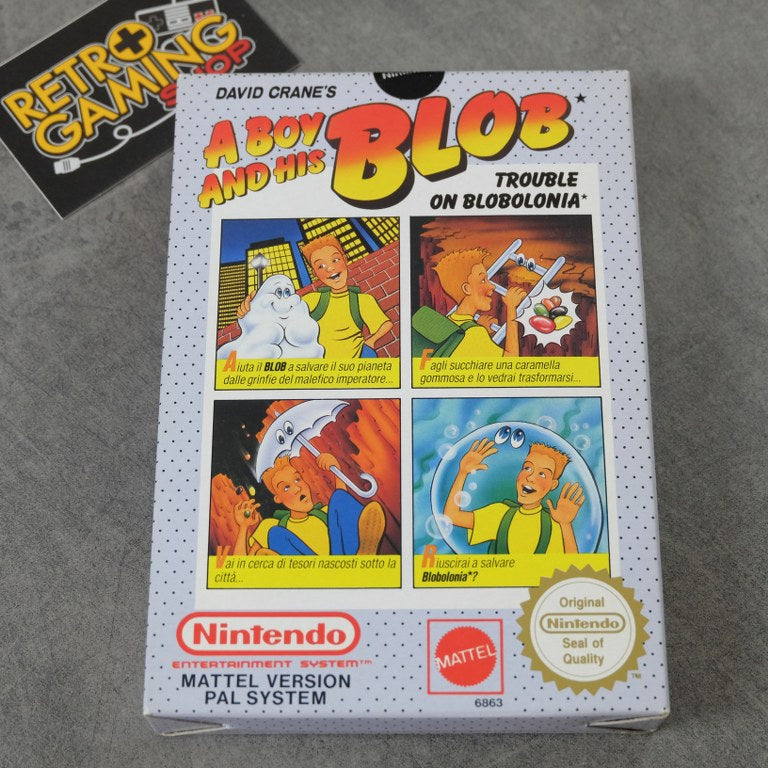 RETRO
GAMING
SHOP
DAVID CRANE'S
A BOY
AND HIS
BLOB*
TROUBLE
ON BLOBOLONIA*
Aiuta il BLOB a salvare il suo pianeta
dalle grinfie del malefico imperatore...
Fagli succhiare una caramella
gommosa e lo vedrai trasformarsi...
Vai in cerca di tesori nascosti sotto la
città...
Riuscirai a salvare
Blobolonia*?
Nintendo
ENTERTAINMENT SYSTEM™
MATTEL VERSION
PAL SYSTEM
MATTEL
6863
Original
Nintendo
Seal of
Quality
TM